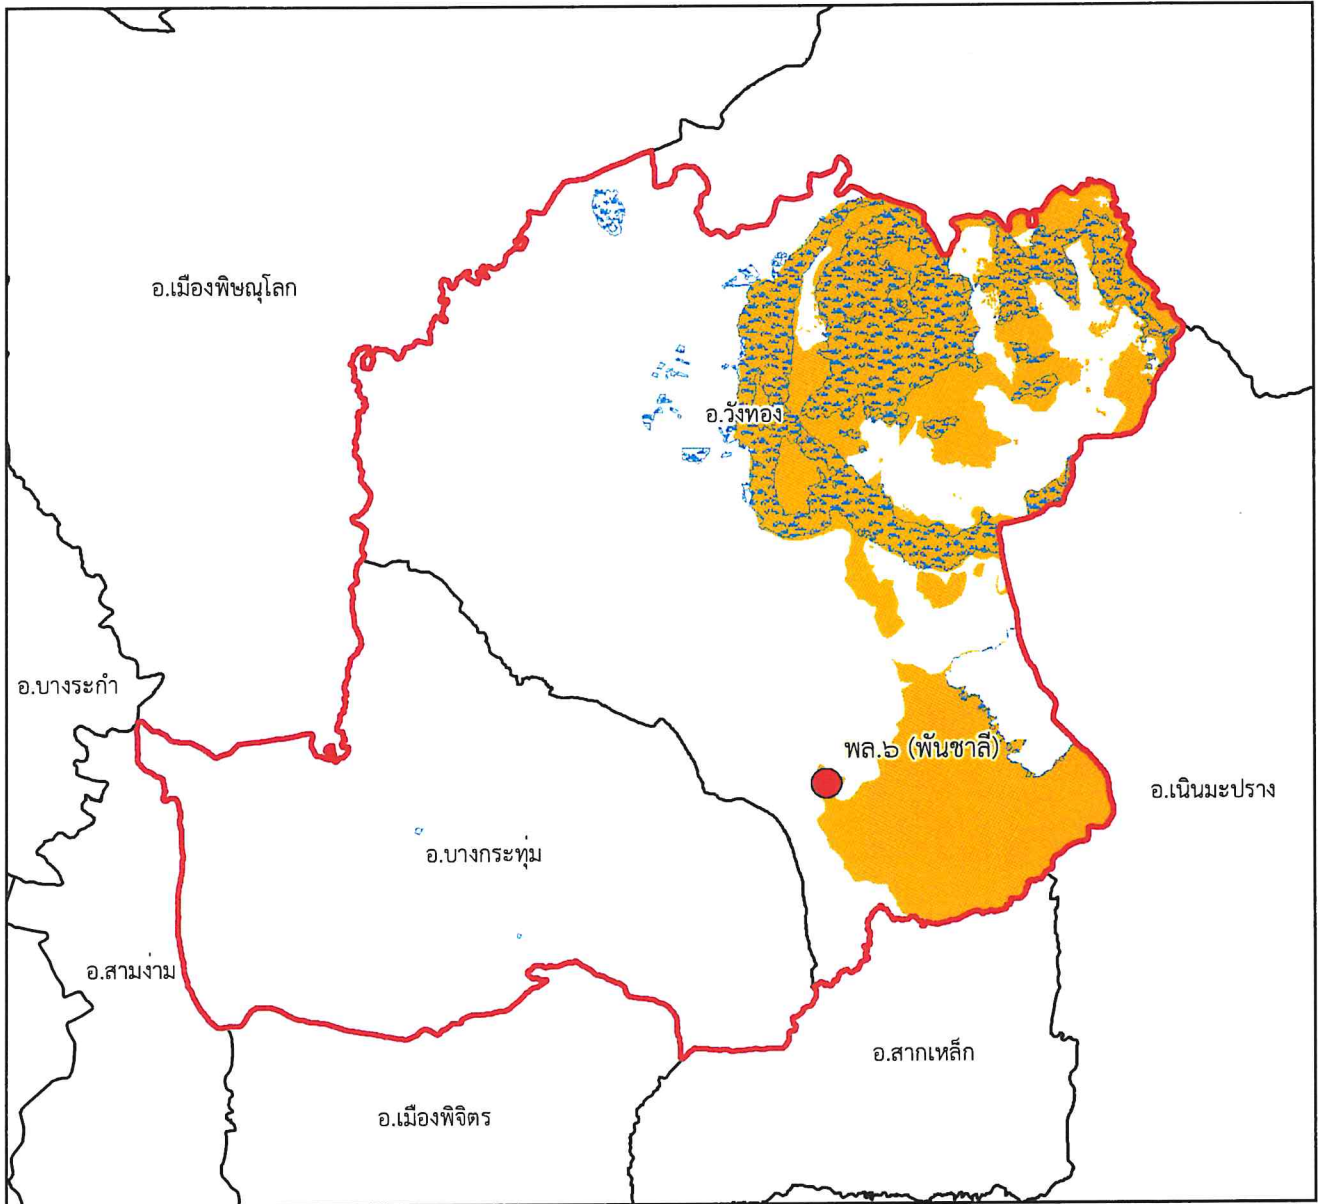 อ.เมืองพิษณุโลก
อ.วังทอง
อ.บางระกำ
พล.๖ (พันชาลี)
อ.เนินมะปราง
อ.บางกระทุ่ม
อ.สามง่าม
อ.สากเหล็ก
อ.เมืองพิจิตร